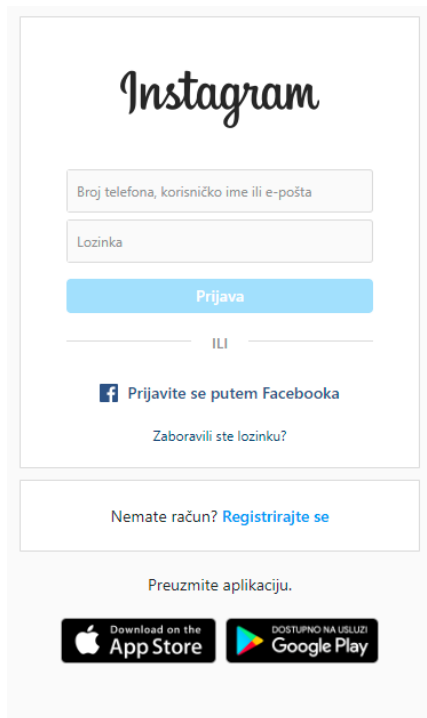 Instagram
Broj telefona, korisničko ime ili e-pošta
Lozinka
Prijava
ILI
Prijavite se putem Facebooka
Zaboravili ste lozinku?
Nemate račun? Registrirajte se
Preuzmite aplikaciju.
Download on the
App Store
DOSTUPNO NA USLUZI
Google Play